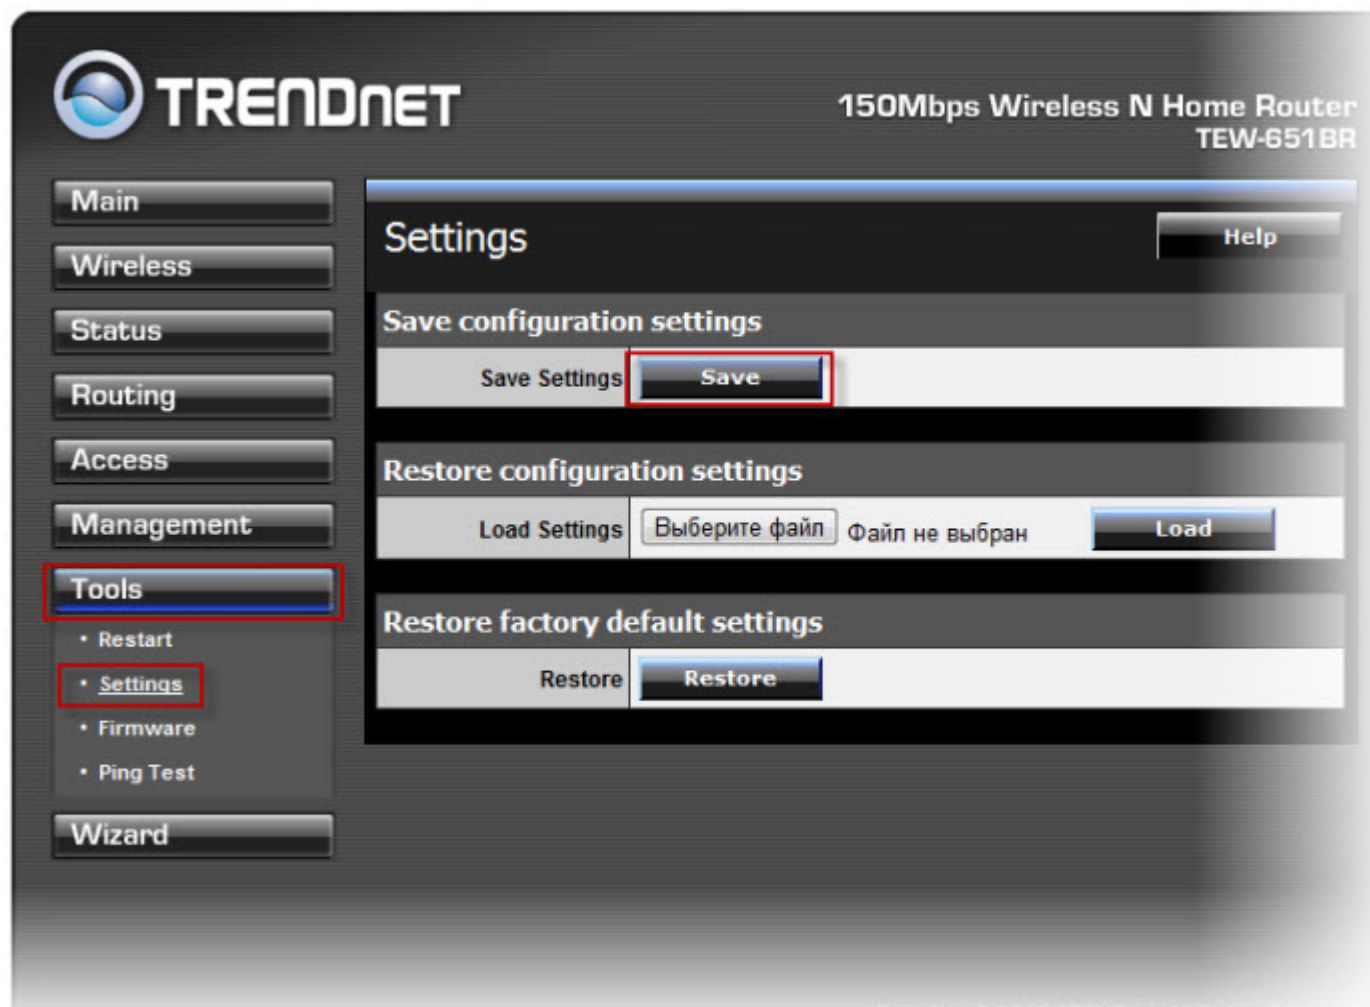 TRENDNET
150Mbps Wireless N Home Router
TEW-651BR
Main
Wireless
Status
Routing
Access
Management
Tools
• Restart
• Settings
• Firmware
• Ping Test
Wizard
Settings
Help
Save configuration settings
Save Settings Save
Restore configuration settings
Load Settings Выберите файл Файл не выбран Load
Restore factory default settings
Restore Restore